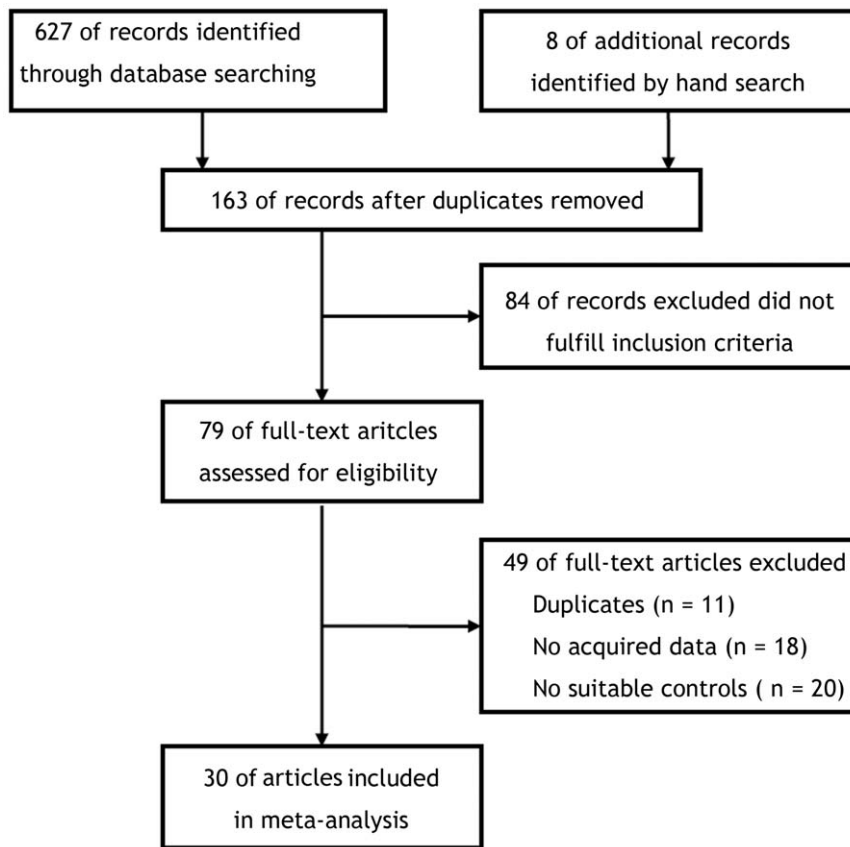 627 of records identified
through database searching
8 of additional records
identified by hand search
163 of records after duplicates removed
84 of records excluded did not
fulfill inclusion criteria
79 of full-text aritcles
assessed for eligibility
49 of full-text articles excluded
Duplicates (n = 11)
No acquired data (n = 18)
No suitable controls ( n = 20)
30 of articles included
in meta-analysis